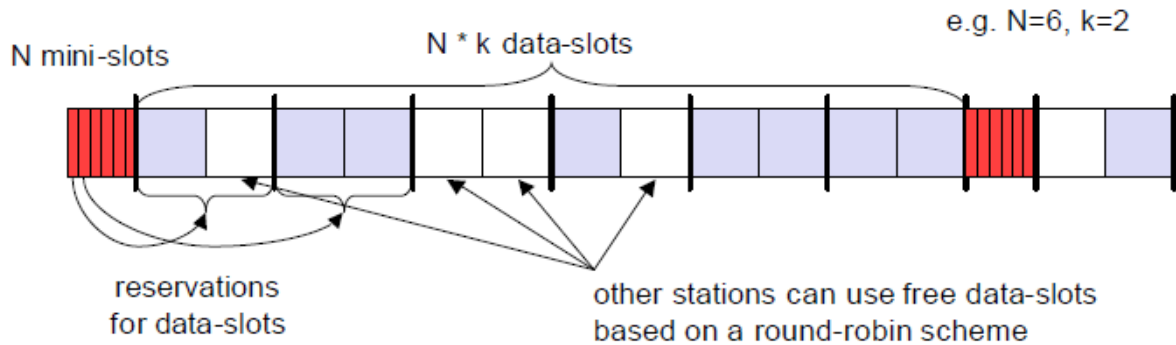 e.g. N=6, k=2
N mini-slots
N * k data-slots
reservations
for data-slots
other stations can use free data-slots
based on a round-robin scheme